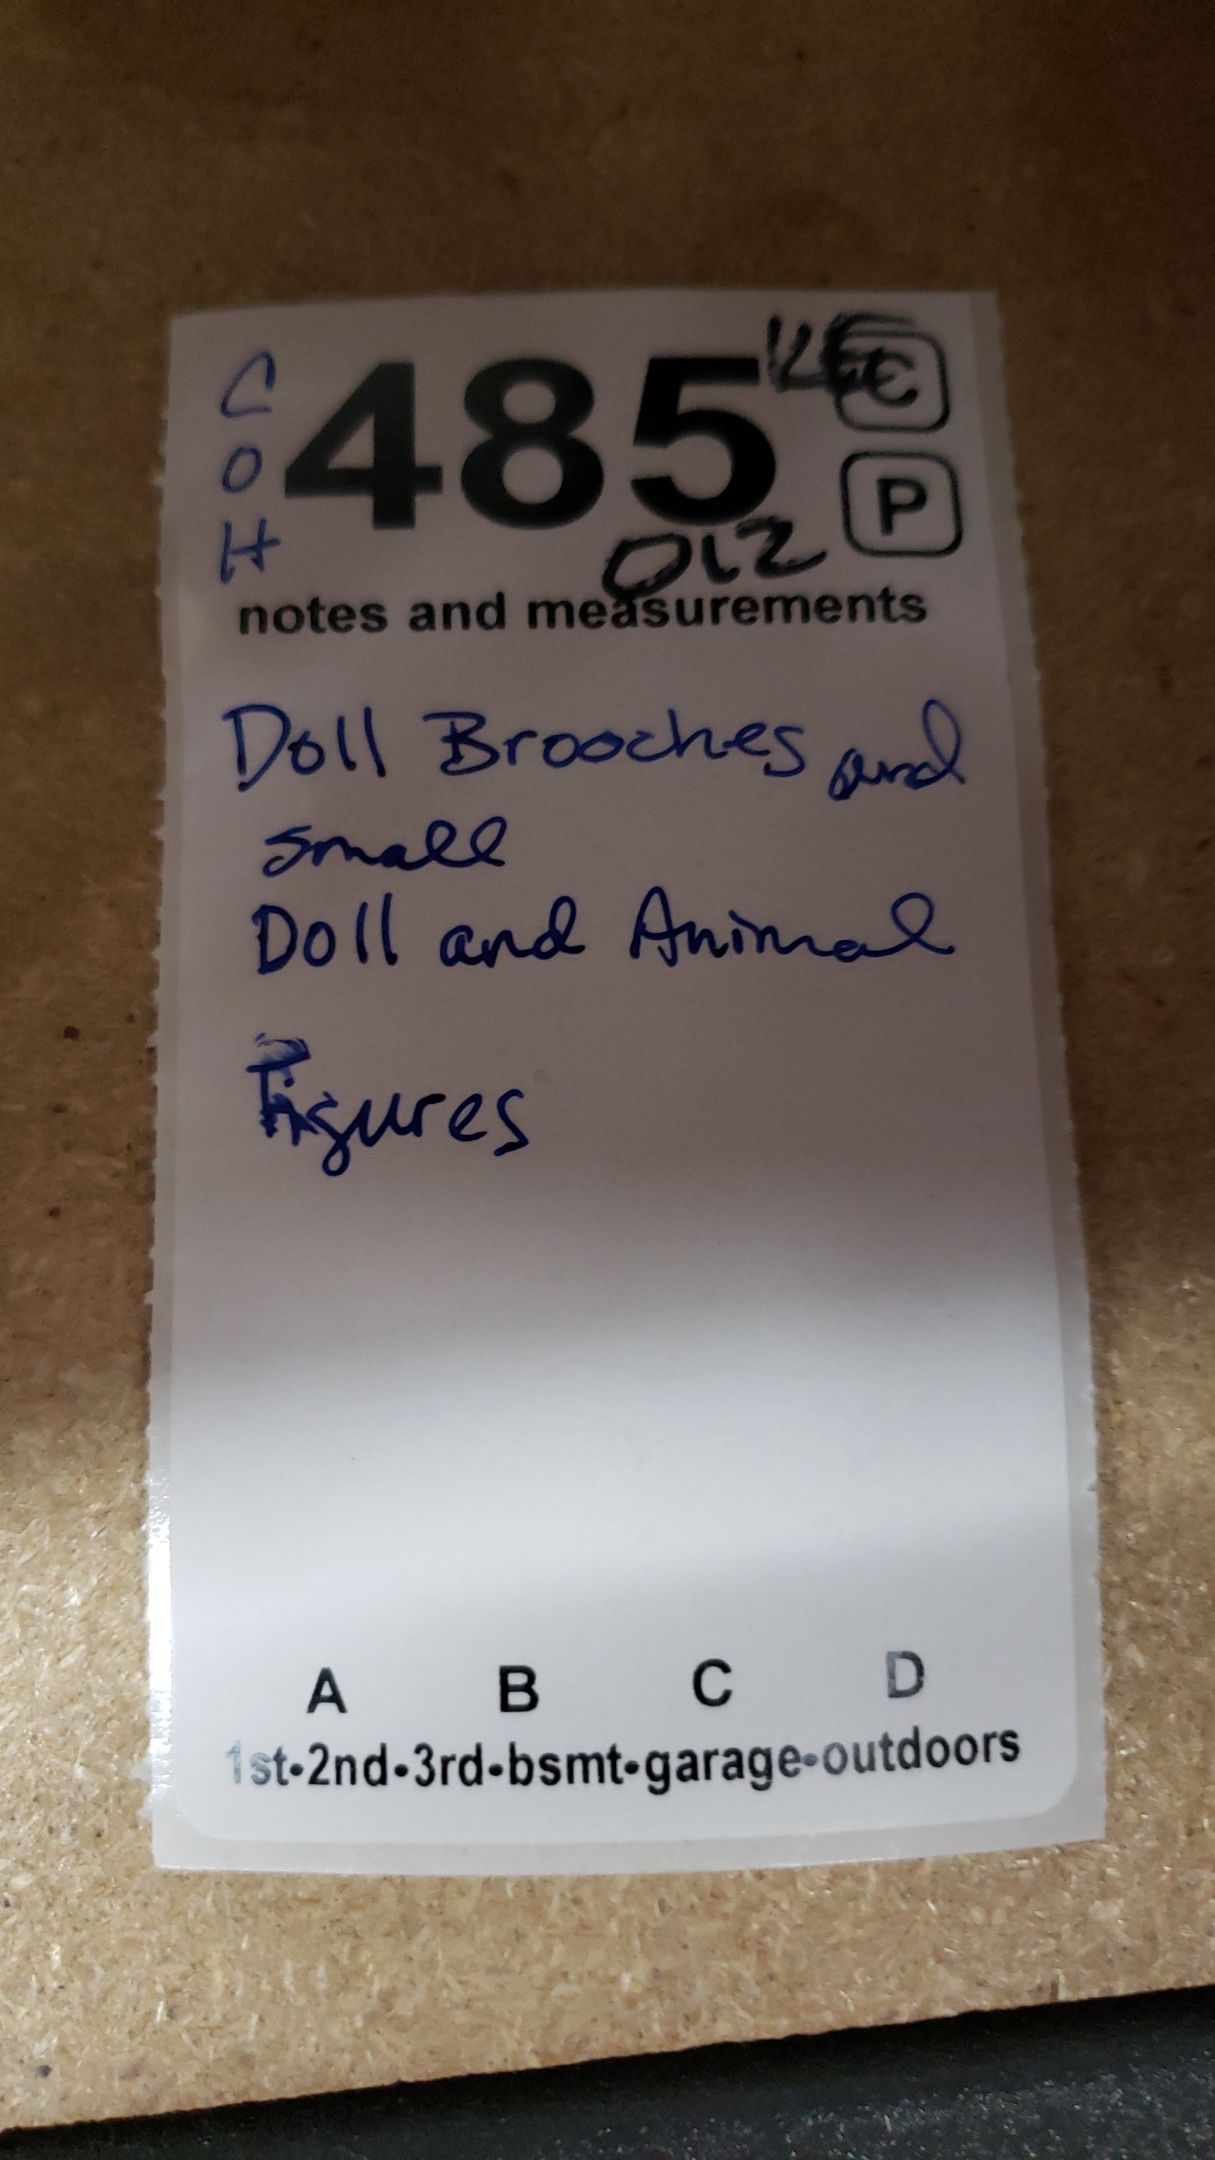 C
O
H
485
€
P
012
notes and measurements
Doll Brooches and
small
Doll and Animal
Figures
A B C D
1st•2nd•3rd•bsmt•garage•outdoors